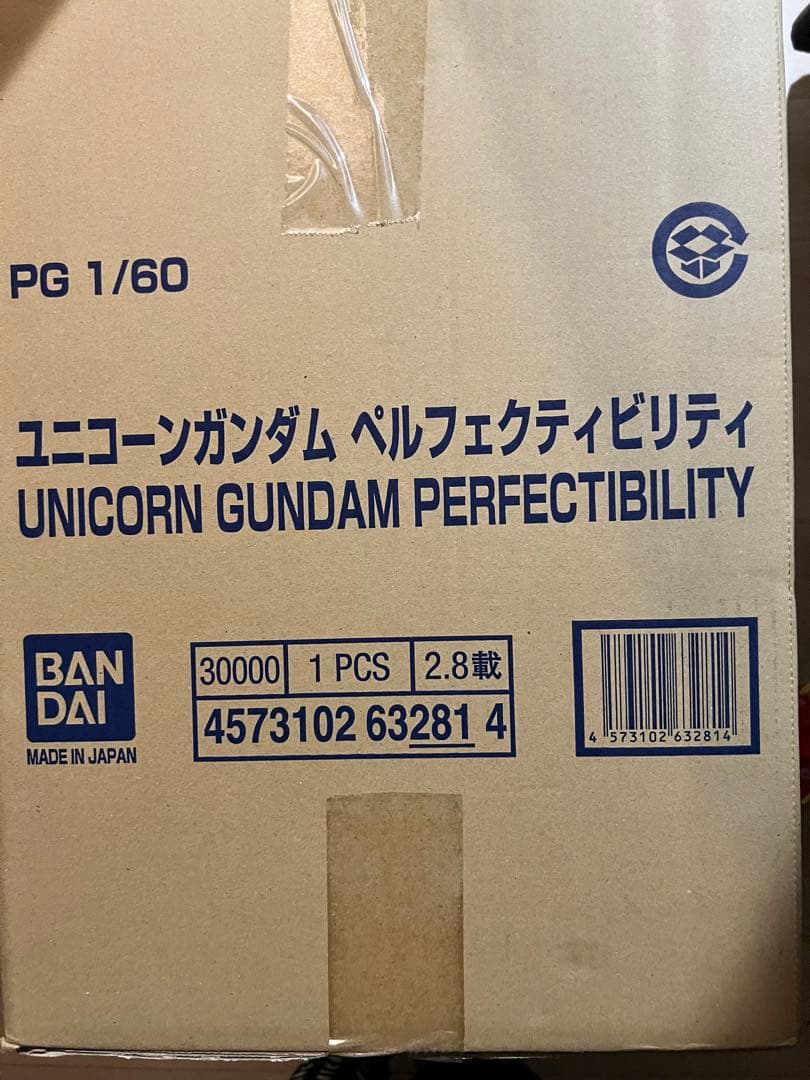 PG 1/60
ユニコーンガンダム ペルフェクティビリティ
UNICORN GUNDAM PERFECTIBILITY
BAN
DAI
MADE IN JAPAN
30000 1 PCS 2.8載
4573102 63281 4
4 573102 632814